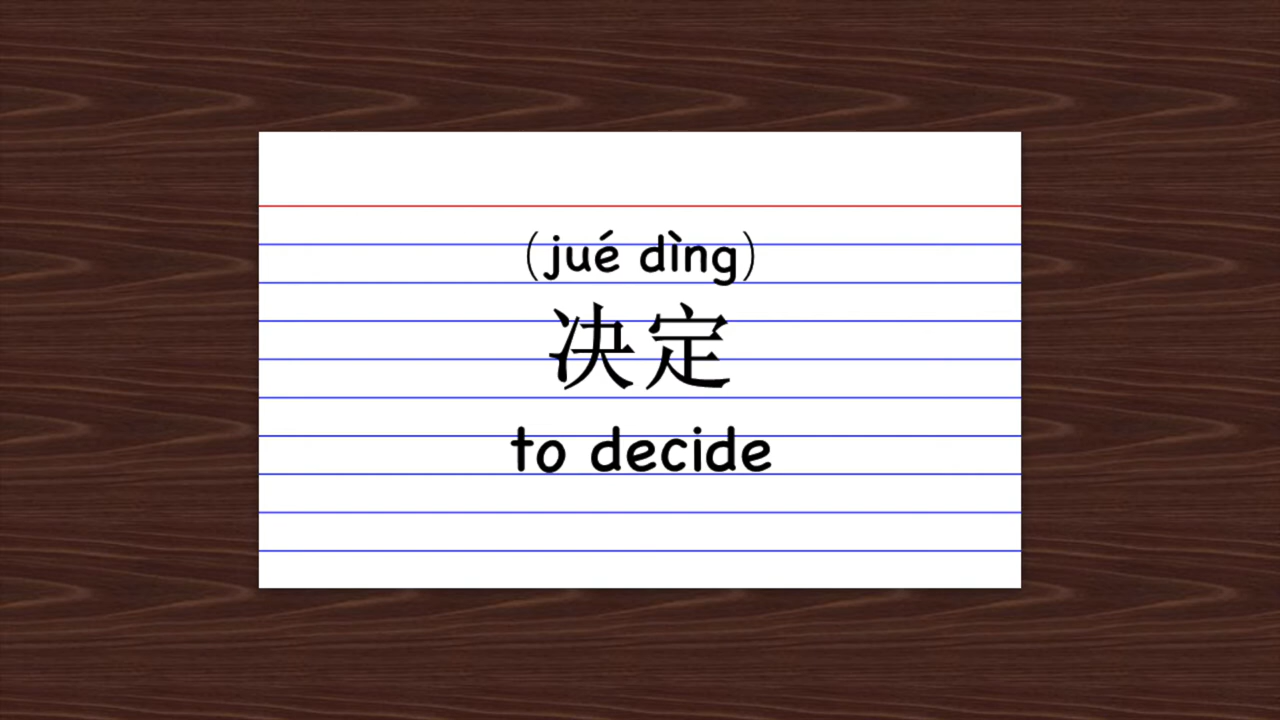 (jué dìng)
决定
to decide